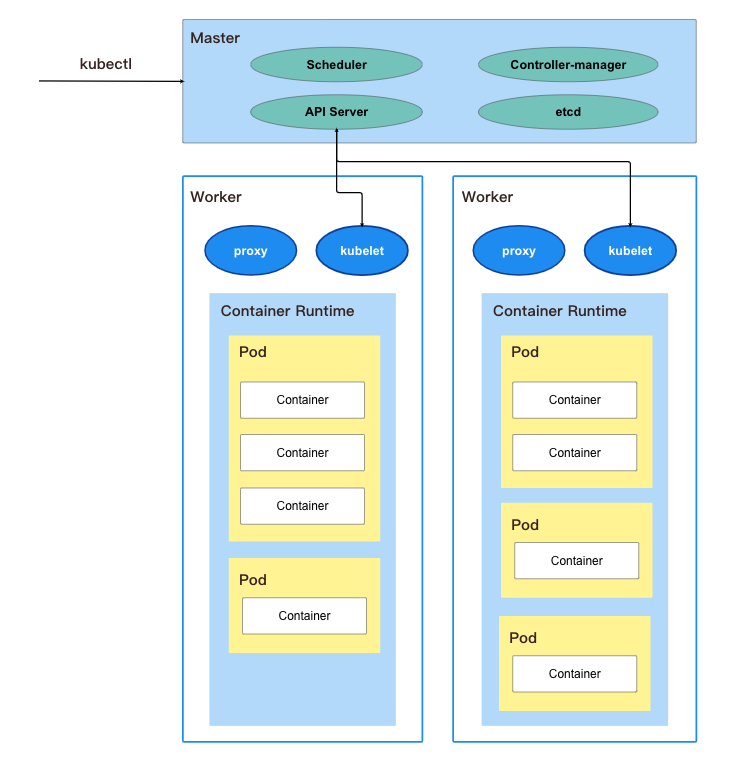 kubectl
Master
Scheduler
Controller-manager
API Server
etcd
Worker
proxy
kubelet
Container Runtime
Pod
Container
Container
Container
Pod
Container
Worker
proxy
kubelet
Container Runtime
Pod
Container
Container
Pod
Container
Pod
Container